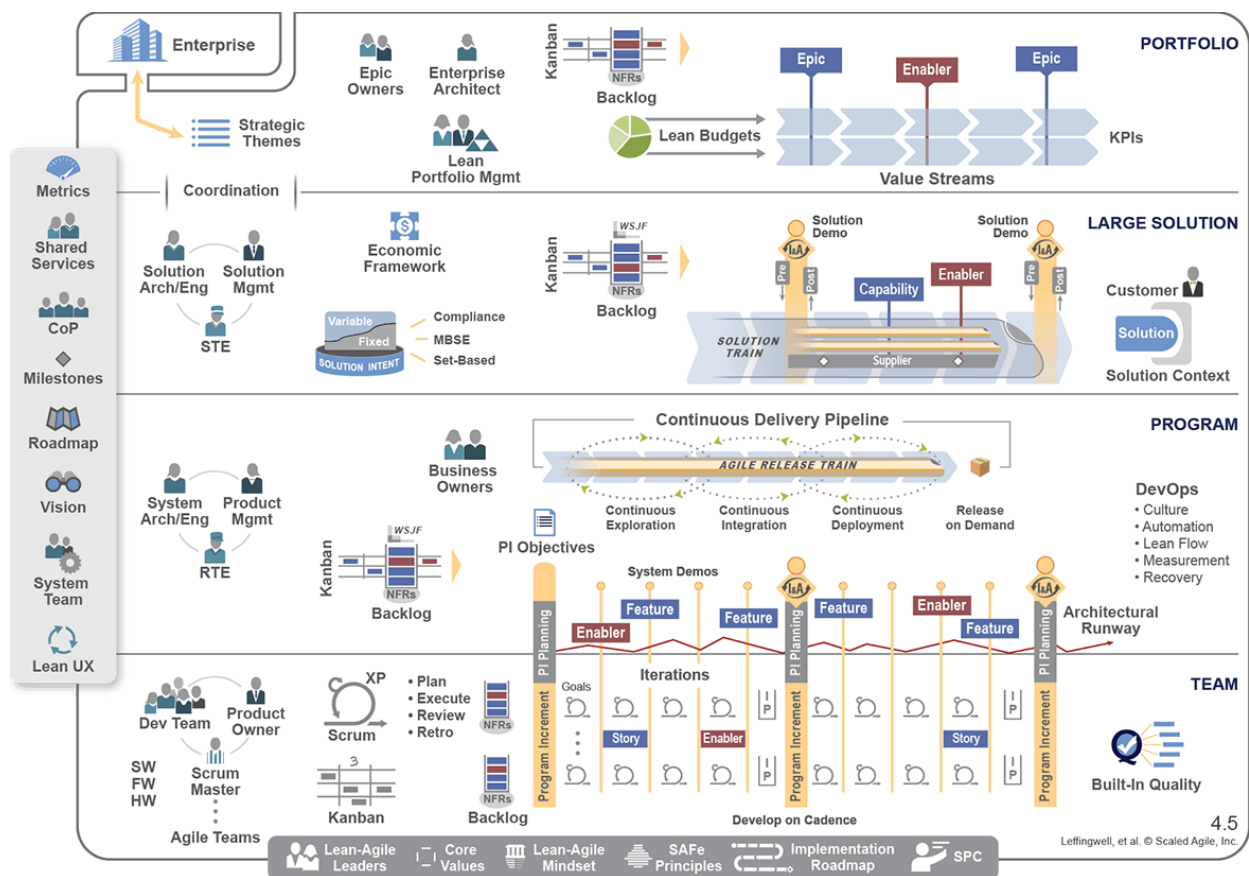 Enterprise
Epic
Owners
Enterprise
Architect
Kanban
NFRs
Backlog
PORTFOLIO
Epic
Enabler
Epic
Strategic
Themes
Lean
Portfolio Mgmt
Lean Budgets
KPIs
Value Streams
Metrics
Shared
Services
CoP
Milestones
Roadmap
Vision
System
Team
Lean UX
Coordination
LARGE SOLUTION
Solution
Arch/Eng
Solution
Mgmt
STE
Economic
Framework
Variable
Fixed
SOLUTION INTENT
Compliance
MBSE
Set-Based
Kanban
WSJF
NFRs
Backlog
Solution
Demo
I&A
Pre
Post
Capability
Enabler
Solution
Demo
I&A
Pre
Post
SOLUTION
TRAIN
Supplier
Customer
Solution
Solution Context
PROGRAM
Business
Owners
Continuous Delivery Pipeline
AGILE RELEASE TRAIN
Continuous
Exploration
Continuous
Integration
Continuous
Deployment
Release
on Demand
System
Arch/Eng
Product
Mgmt
RTE
DevOps
• Culture
• Automation
• Lean Flow
• Measurement
• Recovery
Kanban
WSJF
NFRs
Backlog
PI Objectives
System Demos
Enabler
Feature
Feature
I&A
Feature
Enabler
Feature
I&A
Architectural
Runway
PI Planning
PI Planning
PI Planning
TEAM
Dev Team
Product
Owner
Scrum
Master
SW
FW
HW
Agile Teams
XP
Scrum
• Plan
• Execute
• Review
• Retro
3
Kanban
NFRs
NFRs
Backlog
Program Increment
Goals
Iterations
Story
Enabler
I
P
I
P
Program Increment
Story
I
P
I
P
Program Increment
Develop on Cadence
Built-In Quality
4.5
Leffingwell, et al. © Scaled Agile, Inc.
Lean-Agile
Leaders
Core
Values
Lean-Agile
Mindset
SAFe
Principles
Implementation
Roadmap
SPC